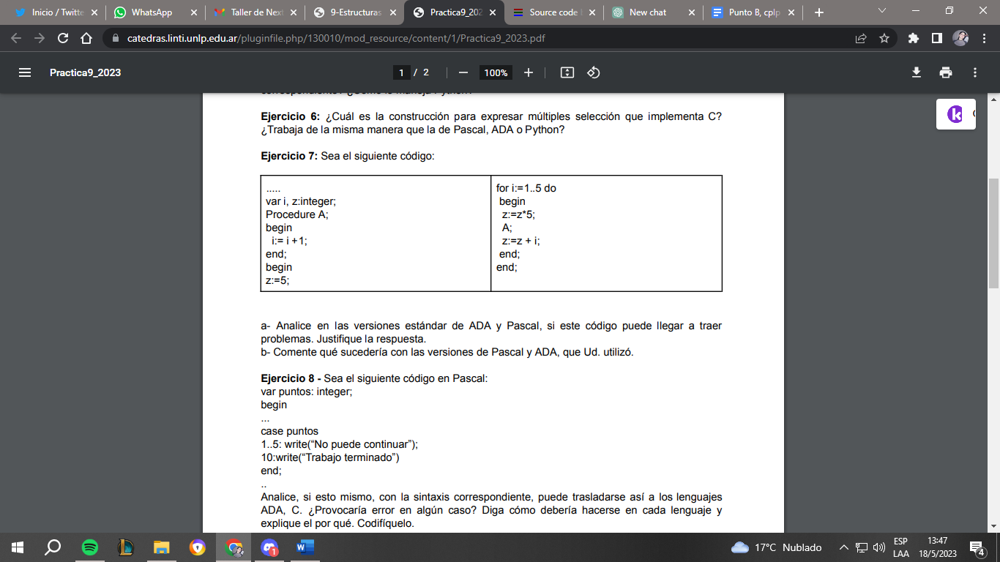 Inicio / Twitte
WhatsApp
Taller de Next
9-Estructuras
Practica9_202
Source code
New chat
Punto B, cplp
catedras.linti.unlp.edu.ar/pluginfile.php/130010/mod_resource/content/1/Practica9_2023.pdf
Practica9_2023
1 / 2
100%
Ejercicio 6: ¿Cuál es la construcción para expresar múltiples selección que implementa C?
¿Trabaja de la misma manera que la de Pascal, ADA o Python?
Ejercicio 7: Sea el siguiente código:
.....
var i, z:integer;
Procedure A;
begin
i:= i +1;
end;
begin
z:=5;
for i:=1..5 do
begin
z:=z*5;
A;
z:=z + i;
end;
end;
a- Analice en las versiones estándar de ADA y Pascal, si este código puede llegar a traer
problemas. Justifique la respuesta.
b- Comente qué sucedería con las versiones de Pascal y ADA, que Ud. utilizó.
Ejercicio 8 - Sea el siguiente código en Pascal:
var puntos: integer;
begin
...
case puntos
1..5: write(“No puede continuar”);
10:write(“Trabajo terminado”)
end;
..
Analice, si esto mismo, con la sintaxis correspondiente, puede trasladarse así a los lenguajes
ADA, C. ¿Provocaría error en algún caso? Diga cómo debería hacerse en cada lenguaje y
explique el por qué. Codifíquelo.
17°C Nublado
ESP
LAA
13:47
18/5/2023
4